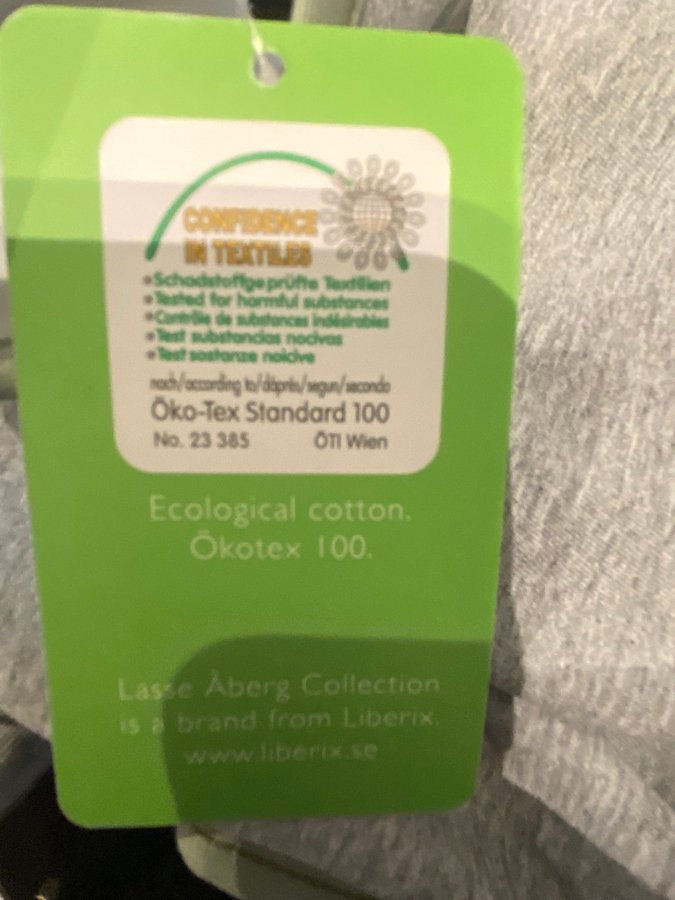 CONFIDENCE
IN TEXTILES
•Schadstoffgeprüfte Textilien
•Tested for harmful substances
•Contrôle de substances indésirables
•Test substancias nocivas
•Test sostanze nolcive
nach/according to/d'après/segun/secondo
Öko-Tex Standard 100
No. 23 385 ÖTI Wien
Ecological cotton.
Ökotex 100.
Lasse Åberg Collection
is a brand from Liberix.
www.liberix.se